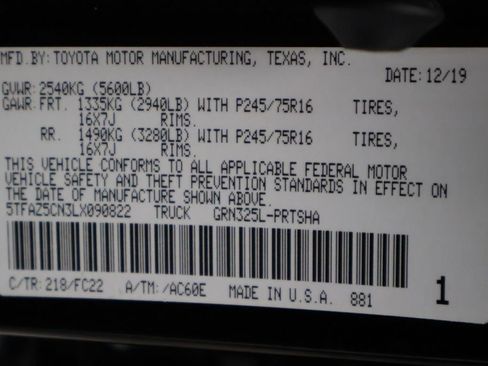 MFD.BY: TOYOTA MOTOR MANUFACTURING, TEXAS, INC.
DATE: 12/19
GVWR: 2540KG (5600LB)
GAWR: FRT. 1335KG (2940LB) WITH P245/75R16 TIRES,
16X7J RIMS.
RR. 1490KG (3280LB) WITH P245/75R16 TIRES,
16X7J RIMS.
THIS VEHICLE CONFORMS TO ALL APPLICABLE FEDERAL MOTOR
VEHICLE SAFETY AND THEFT PREVENTION STANDARDS IN EFFECT ON
THE DATE OF MANUFACTURE SHOWN ABOVE.
5TFAZ5CN3LX090822 TRUCK GRN325L-PRTSHA
C/TR: 218/FC22 A/TM: /AC60E MADE IN U.S.A. 881 1